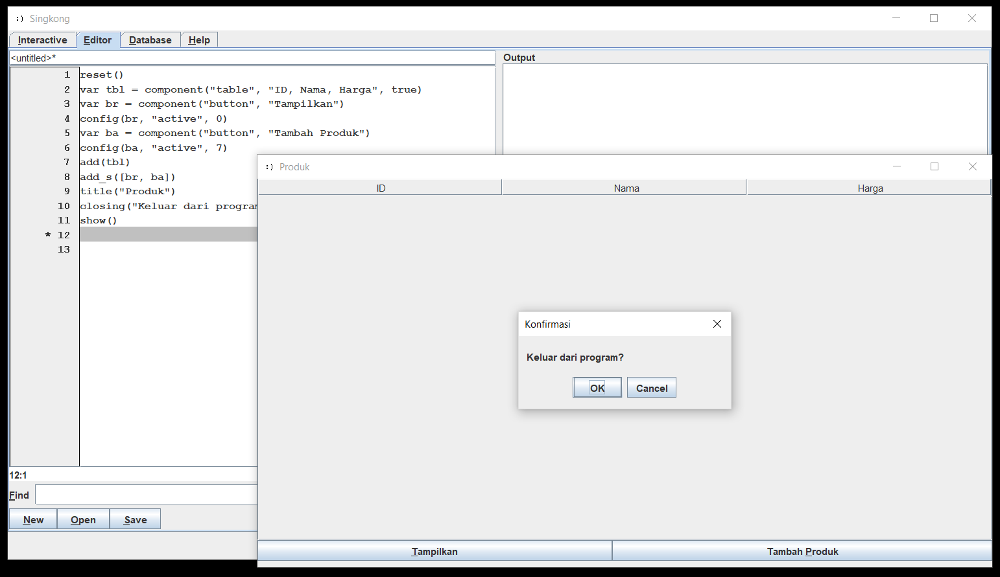 :) Singkong
Interactive Editor Database Help
<untitled>*
Output
1 reset()
2 var tbl = component("table", "ID, Nama, Harga", true)
3 var br = component("button", "Tampilkan")
4 config(br, "active", 0)
5 var ba = component("button", "Tambah Produk")
6 config(ba, "active", 7)
7 add(tbl)
8 add_s([br, ba])
9 title("Produk")
10 closing("Keluar dari program
11 show()
* 12
13
12:1
Find
New Open Save
:) Produk
ID Nama Harga
Konfirmasi
Keluar dari program?
OK Cancel
Tampilkan Tambah Produk